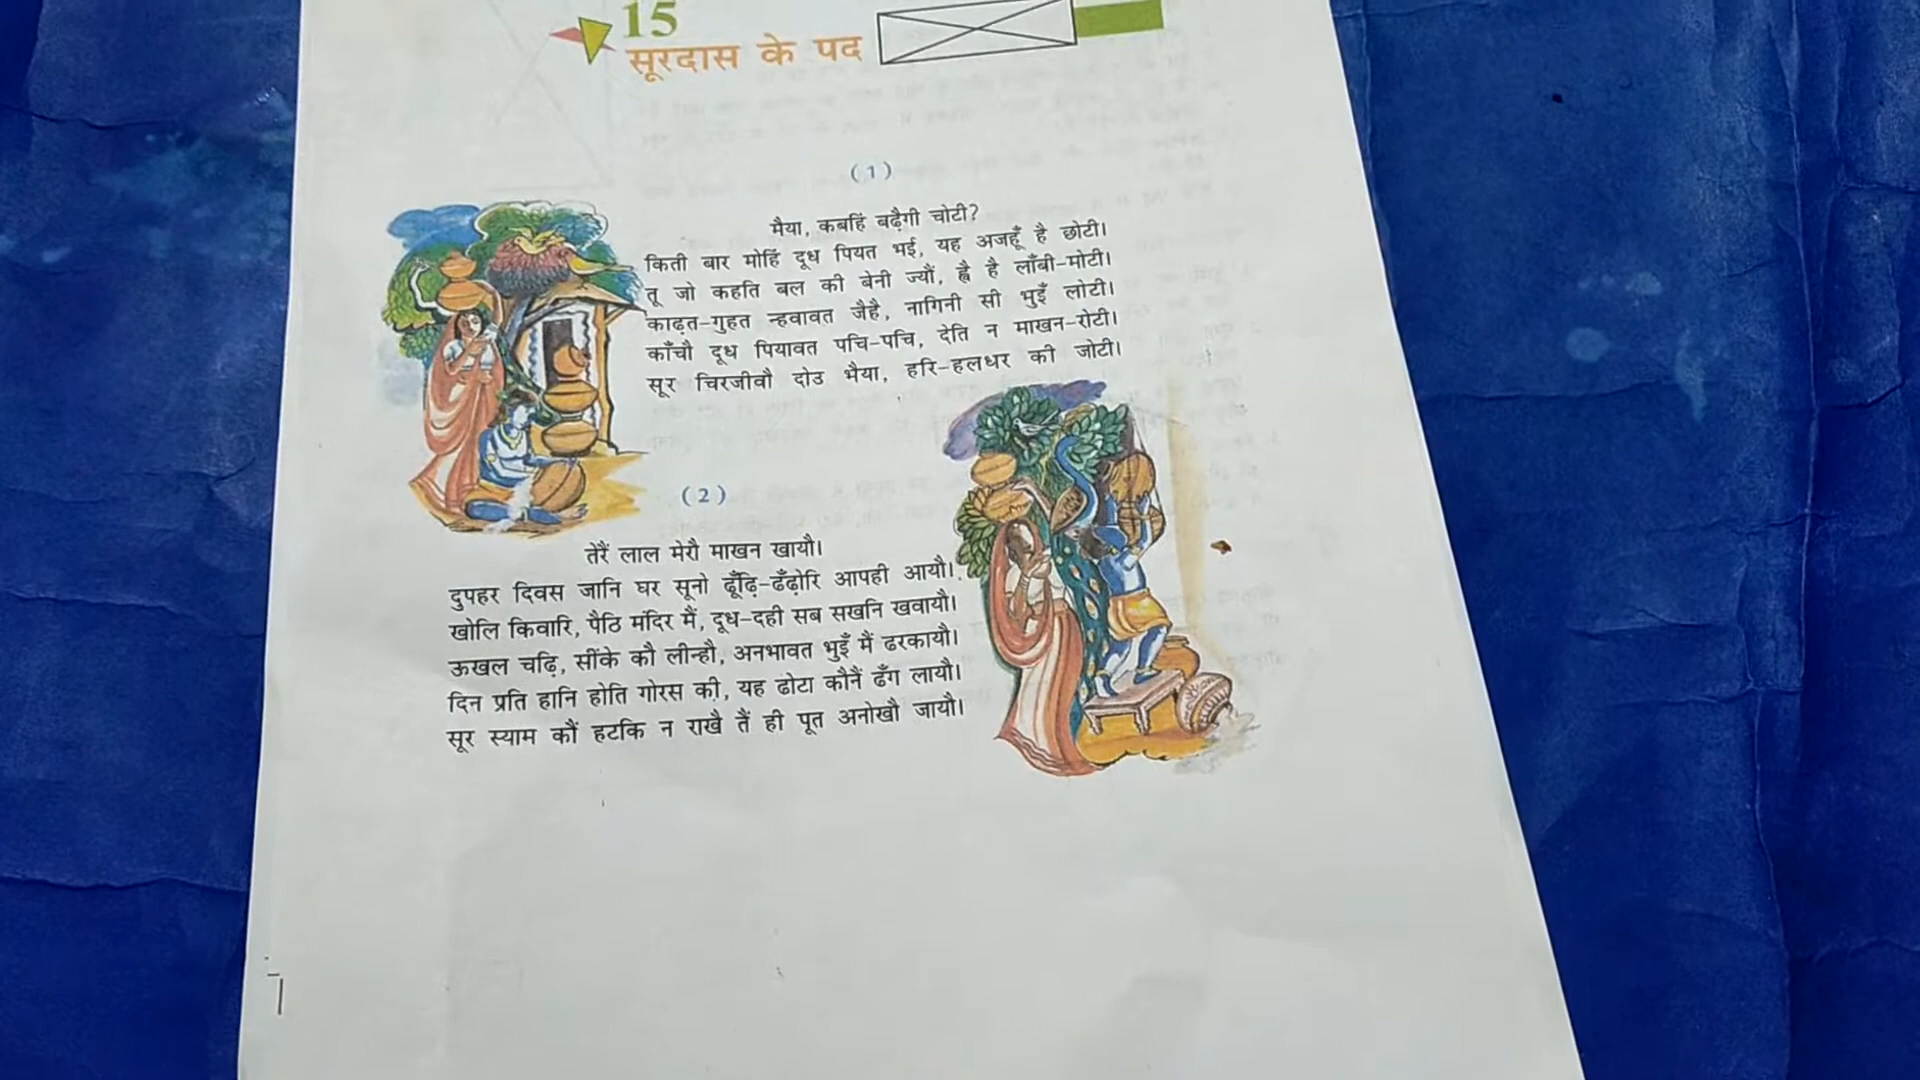 15
सूरदास के पद
(1)
मैया, कबहिं बढ़ैगी चोटी?
किती बार मोहिं दूध पियत भई, यह अजहूँ है छोटी।
तू जो कहति बल की बेनी ज्यौं, ह्वै है लाँबी-मोटी।
काढ़त-गुहत न्हवावत जैहै, नागिनी सी भुइँ लोटी।
काँचौ दूध पियावत पचि-पचि, देति न माखन-रोटी।
सूर चिरजीवौ दोउ भैया, हरि-हलधर की जोटी।
(2)
तेरैं लाल मेरौ माखन खायौ।
दुपहर दिवस जानि घर सूनो ढूँढ़ि-ढँढ़ोरि आपही आयौ।
खोलि किवारि, पैठि मंदिर मैं, दूध-दही सब सखनि खवायौ।
ऊखल चढ़ि, सींके कौ लीन्हौ, अनभावत भुइँ मैं ढरकायौ।
दिन प्रति हानि होति गोरस की, यह ढोटा कौनैं ढँग लायौ।
सूर स्याम कौं हटकि न राखै तैं ही पूत अनोखौ जायौ।